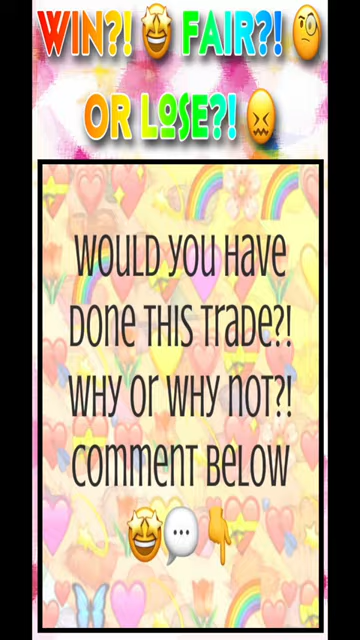 WIN?! 🤩 FAIR?! 🧐
OR LOSE?! 😖
WOULD YOU HAVE
DONE THIS TRADE?!
WHY OR WHY NOT?!
COMMENT BELOW
🤩💬👇